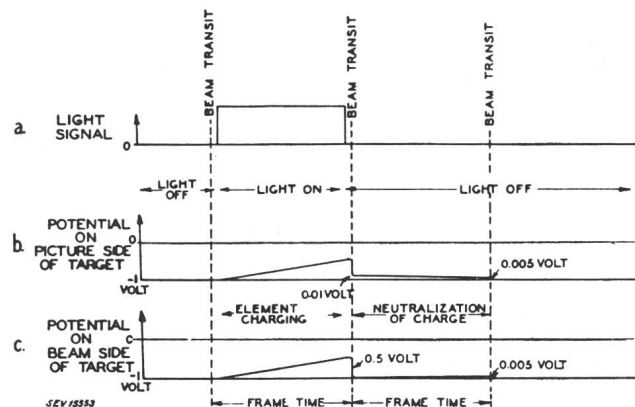 BEAM TRANSIT
BEAM TRANSIT
BEAM TRANSIT
a.
LIGHT
SIGNAL
0
LIGHT
OFF
LIGHT ON
LIGHT OFF
b.
POTENTIAL
ON
PICTURE SIDE
OF TARGET
0
-1
VOLT
0.01 VOLT
0.005 VOLT
ELEMENT
CHARGING
NEUTRALIZATION
OF CHARGE
c.
POTENTIAL
ON
BEAM SIDE
OF TARGET
0.5 VOLT
0.005 VOLT
-1
VOLT
SEV 15553
FRAME TIME
FRAME TIME